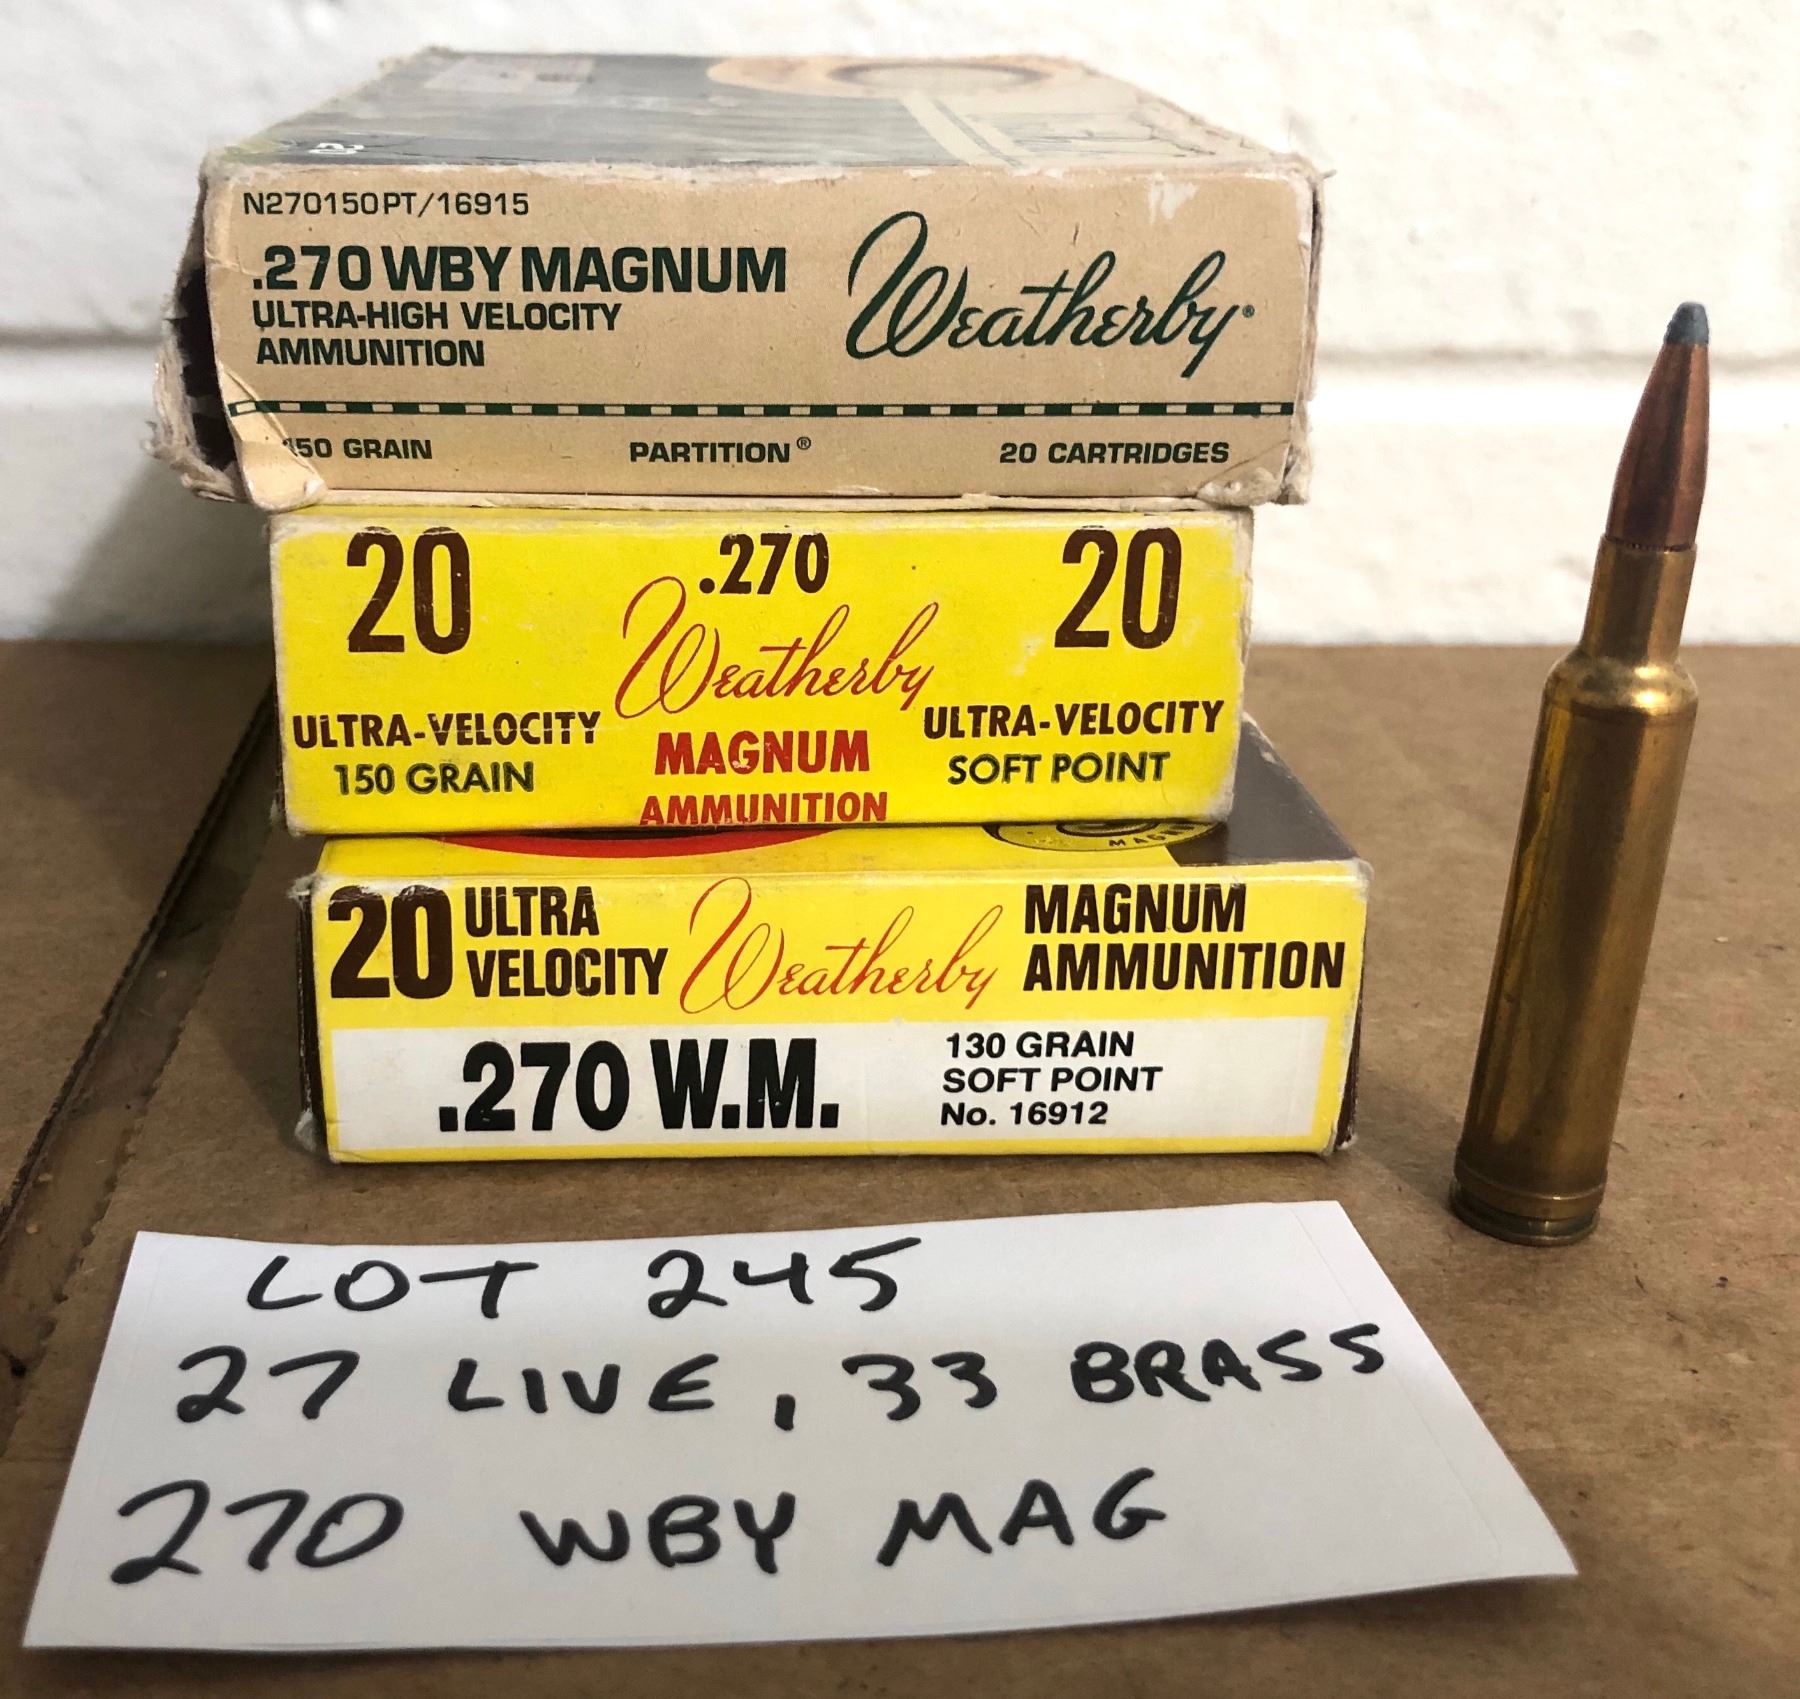 20
N270150PT/16915
.270 WBY MAGNUM
ULTRA-HIGH VELOCITY
AMMUNITION
Weatherby®
150 GRAIN PARTITION® 20 CARTRIDGES
20 .270 20
Weatherby
ULTRA-VELOCITY ULTRA-VELOCITY
150 GRAIN MAGNUM SOFT POINT
AMMUNITION
20 ULTRA VELOCITY Weatherby MAGNUM AMMUNITION
.270 W.M.
130 GRAIN
SOFT POINT
No. 16912
LOT 245
27 LIVE, 33 BRASS
270 WBY MAG